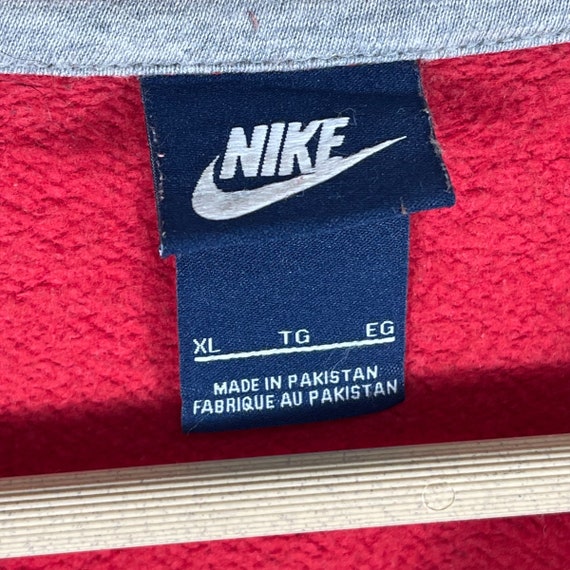 NIKE
XL TG EG
MADE IN PAKISTAN
FABRIQUE AU PAKISTAN